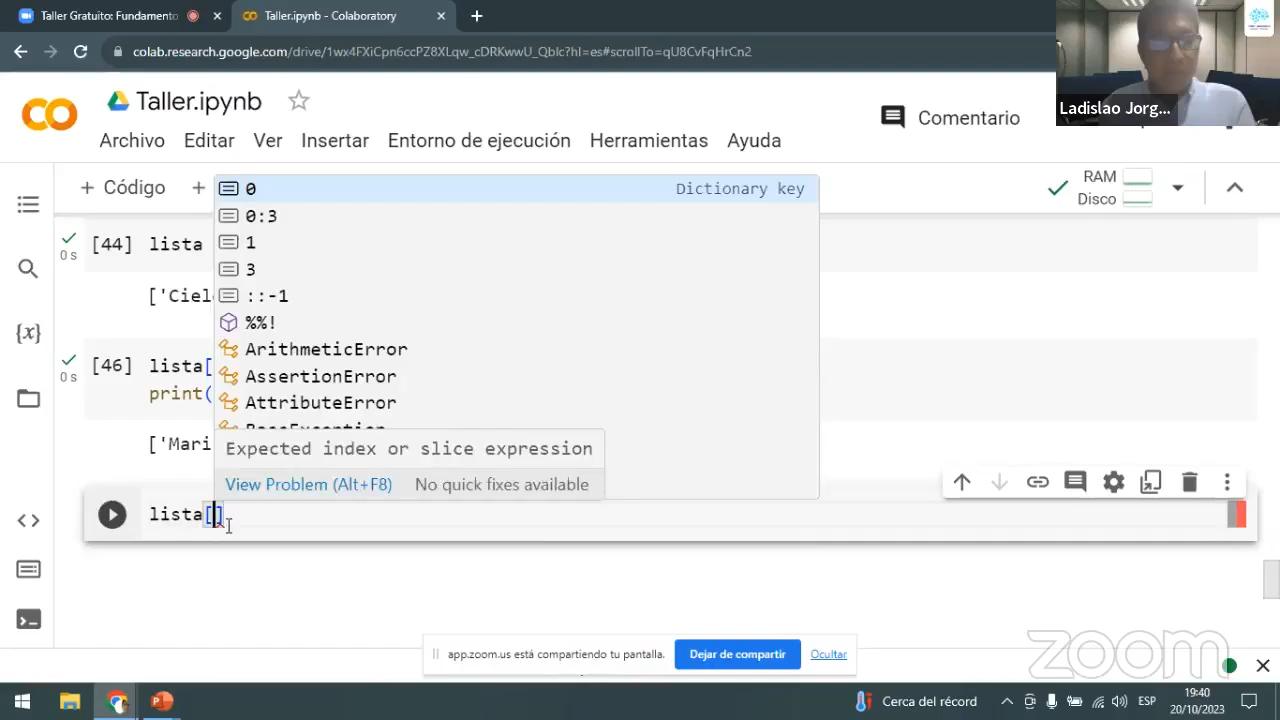 Taller Gratuito: Fundamento
Taller.ipynb - Colaboratory
colab.research.google.com/drive/1wx4FXiCpn6ccPZ8XLqw_cDRKwwU_QbIc?hl=es#scrollTo=qU8CvFqHrCn2
Ladislao Jorg...
CO
Taller.ipynb
Comentario
Archivo Editar Ver Insertar Entorno de ejecución Herramientas Ayuda
+ Código +
RAM
Disco
0 Dictionary key
0:3
1
3
::-1
%%!
ArithmeticError
AssertionError
AttributeError
BaseException
Expected index or slice expression
View Problem (Alt+F8) No quick fixes available
[44] lista
0 s
['Ciel
[46] lista[
0 s
print(
['Mari
lista[]
{x}
app.zoom.us está compartiendo tu pantalla.
Dejar de compartir
Ocultar
zoom
Cerca del récord
ESP
19:40
20/10/2023